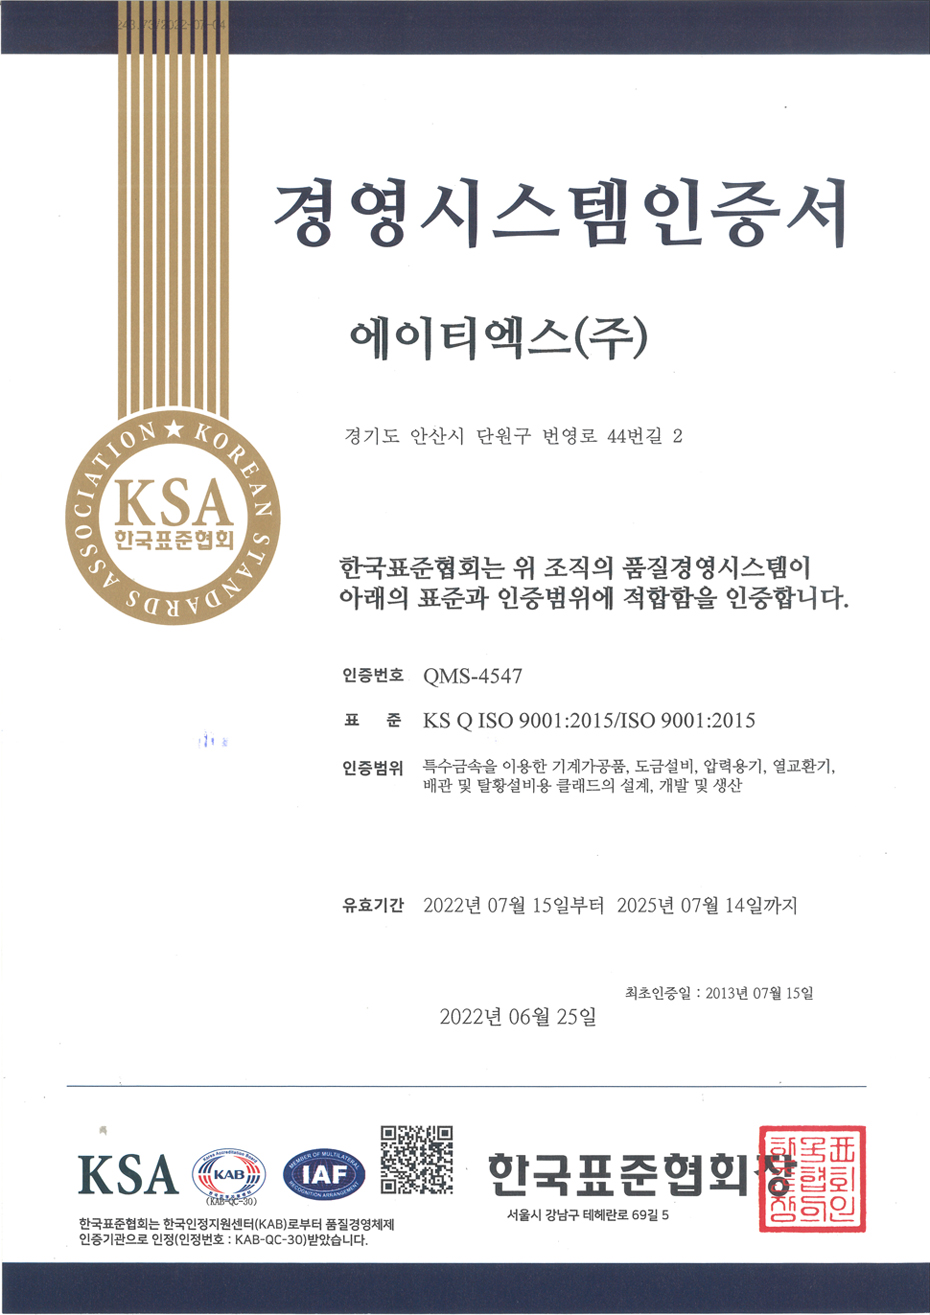 경영시스템인증서
에이티엑스(주)
경기도 안산시 단원구 번영로 44번길 2
KOREAN STANDARDS ASSOCIATION
KSA
한국표준협회
한국표준협회는 위 조직의 품질경영시스템이
아래의 표준과 인증범위에 적합함을 인증합니다.
인증번호 QMS-4547
표 준 KS Q ISO 9001:2015/ISO 9001:2015
인증범위 특수금속을 이용한 기계가공품, 도금설비, 압력용기, 열교환기,
배관 및 탈황설비용 클래드의 설계, 개발 및 생산
유효기간 2022년 07월 15일부터 2025년 07월 14일까지
최초인증일 : 2013년 07월 15일
2022년 06월 25일
KSA
Korea Accreditation Board
KAB
(KAB-QC-30)
MEMBER OF MULTILATERAL
IAF
RECOGNITION ARRANGEMENT
한국표준협회장
서울시 강남구 테헤란로 69길 5
한국표준협회는 한국인정지원센터(KAB)로부터 품질경영체제
인증기관으로 인정(인정번호 : KAB-QC-30)받았습니다.